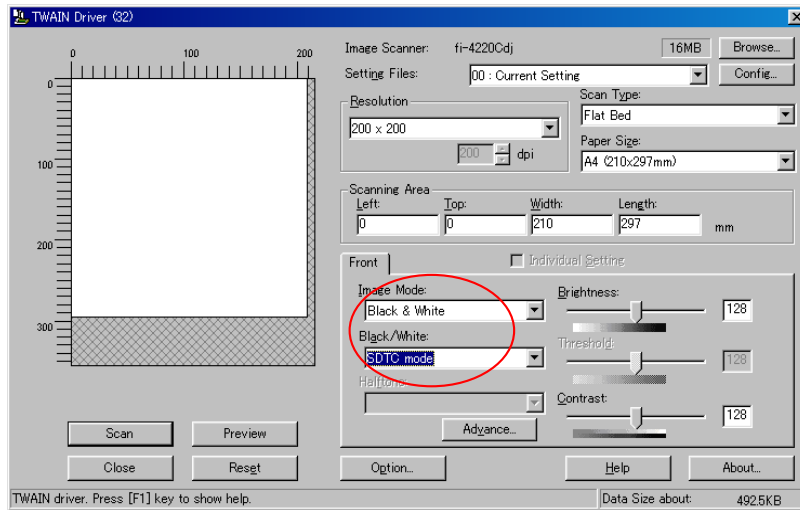 TWAIN Driver (32)
0 100 200
0
100
200
300
Image Scanner: fi-4220Cdj 16MB Browse...
Setting Files: 00 : Current Setting Config...
Resolution
200 x 200
200 dpi
Scan Type:
Flat Bed
Paper Size:
A4 (210x297mm)
Scanning Area
Left: Top: Width: Length:
0 0 210 297 mm
Front Individual Setting
Image Mode:
Black & White
Black/White:
SDTC mode
Halftone:
Advance...
Brightness:
128
Threshold:
128
Contrast:
128
Scan Preview
Close Reset Option... Help About...
TWAIN driver. Press [F1] key to show help. Data Size about: 492.5KB